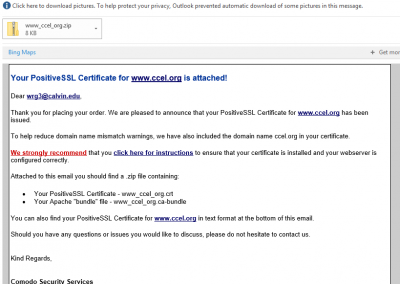 Click here to download pictures. To help protect your privacy, Outlook prevented automatic download of some pictures in this message.
www_ccel_org.zip
8 KB
Bing Maps
+ Get mor
Your PositiveSSL Certificate for www.ccel.org is attached!
Dear wrg3@calvin.edu,
Thank you for placing your order. We are pleased to announce that your PositiveSSL Certificate for www.ccel.org has been
issued.
To help reduce domain name mismatch warnings, we have also included the domain name ccel.org in your certificate.
We strongly recommend that you click here for instructions to ensure that your certificate is installed and your webserver is
configured correctly.
Attached to this email you should find a .zip file containing:
• Your PositiveSSL Certificate - www_ccel_org.crt
• Your Apache "bundle" file - www_ccel_org.ca-bundle
You can also find your PositiveSSL Certificate for www.ccel.org in text format at the bottom of this email.
Should you have any questions or issues you would like to discuss, please do not hesitate to contact us.
Kind Regards,
Comodo Security Services